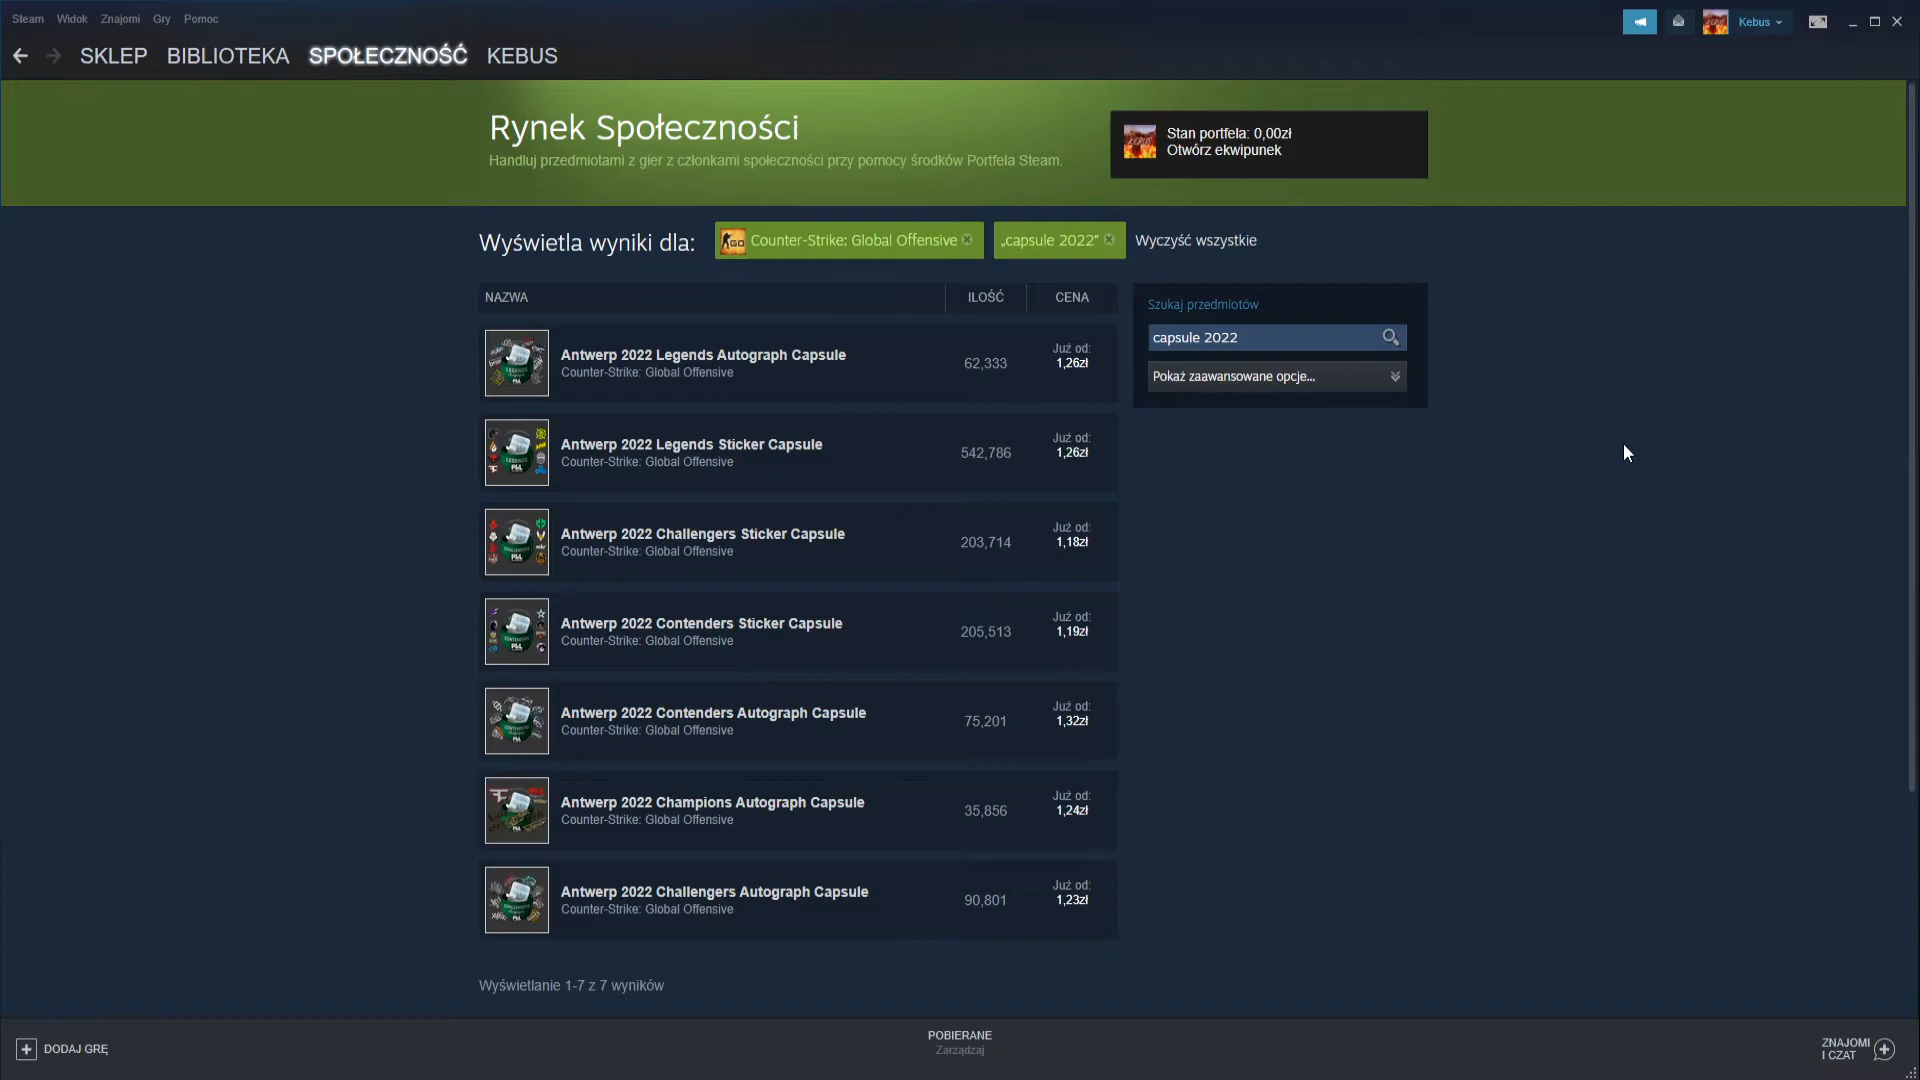 Steam Widok Znajomi Gry Pomoc
Kebus
SKLEP BIBLIOTEKA SPOŁECZNOŚĆ KEBUS
Rynek Społeczności
Handluj przedmiotami z gier z członkami społeczności przy pomocy środków Portfela Steam.
Stan portfela: 0,00zł
Otwórz ekwipunek
Wyświetla wyniki dla: Counter-Strike: Global Offensive „capsule 2022” Wyczyść wszystkie
NAZWA ILOŚĆ CENA
Antwerp 2022 Legends Autograph Capsule
Counter-Strike: Global Offensive
62,333
Już od:
1,26zł
Antwerp 2022 Legends Sticker Capsule
Counter-Strike: Global Offensive
542,786
Już od:
1,26zł
Antwerp 2022 Challengers Sticker Capsule
Counter-Strike: Global Offensive
203,714
Już od:
1,18zł
Antwerp 2022 Contenders Sticker Capsule
Counter-Strike: Global Offensive
205,513
Już od:
1,19zł
Antwerp 2022 Contenders Autograph Capsule
Counter-Strike: Global Offensive
75,201
Już od:
1,32zł
Antwerp 2022 Champions Autograph Capsule
Counter-Strike: Global Offensive
35,856
Już od:
1,24zł
Antwerp 2022 Challengers Autograph Capsule
Counter-Strike: Global Offensive
90,801
Już od:
1,23zł
Szukaj przedmiotów
capsule 2022
Pokaż zaawansowane opcje...
Wyświetlanie 1-7 z 7 wyników
DODAJ GRĘ
POBIERANE
Zarządzaj
ZNAJOMI
I CZAT